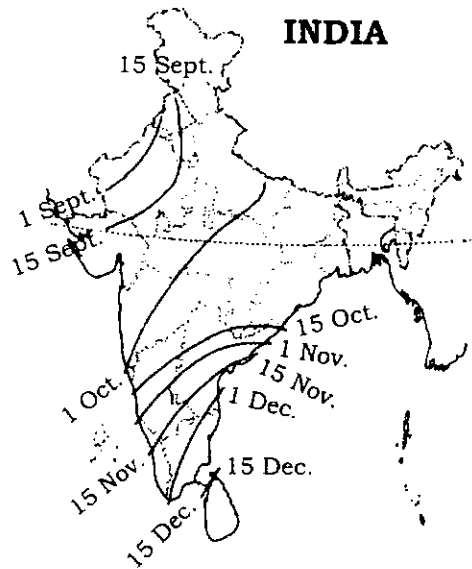 INDIA
15 Sept.
1 Sept.
15 Sept.
15 Oct.
1 Nov.
15 Nov.
1 Oct.
1 Dec.
15 Nov.
15 Dec.
15 Dec.